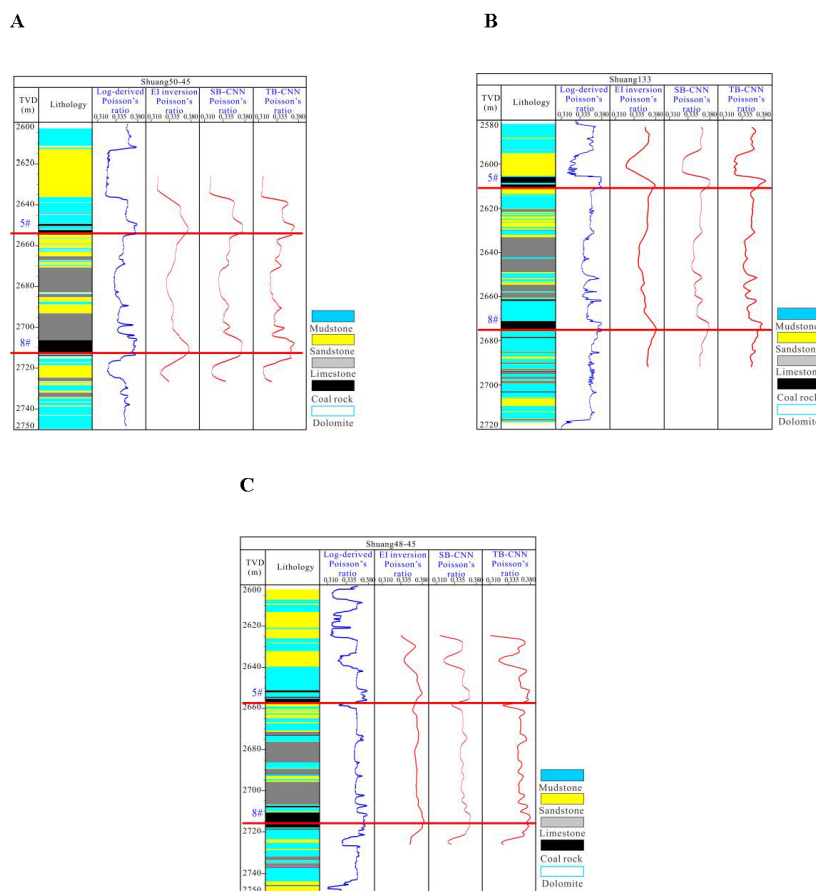 A
Shuang50-45
TVD (m)
Lithology
Log-derived Poisson's ratio
EI inversion Poisson's ratio
SB-CNN Poisson's ratio
TB-CNN Poisson's ratio
0,310 0,335 0,380 0,310 0,335 0,380 0,310 0,335 0,380 0,310 0,335 0,380
2600
2620
2640
5#
2660
2680
2700
8#
2720
2750
Mudstone
Sandstone
Limestone
Coal rock
Dolomite
B
Shuang133
TVD (m)
Lithology
Log-derived Poisson's ratio
EI inversion Poisson's ratio
SB-CNN Poisson's ratio
TB-CNN Poisson's ratio
0,310 0,335 0,380 0,310 0,335 0,380 0,310 0,335 0,380 0,310 0,335 0,380
2580
2600
5#
2640
2660
8#
2700
2720
Mudstone
Sandstone
Limestone
Coal rock
Dolomite
C
Shuang48-45
TVD (m)
Lithology
Log-derived Poisson's ratio
EI inversion Poisson's ratio
SB-CNN Poisson's ratio
TB-CNN Poisson's ratio
0,310 0,335 0,380 0,310 0,335 0,380 0,310 0,335 0,380 0,310 0,335 0,380
2600
2620
2640
5#
2660
2680
2700
8#
2720
2740
2750
Mudstone
Sandstone
Limestone
Coal rock
Dolomite